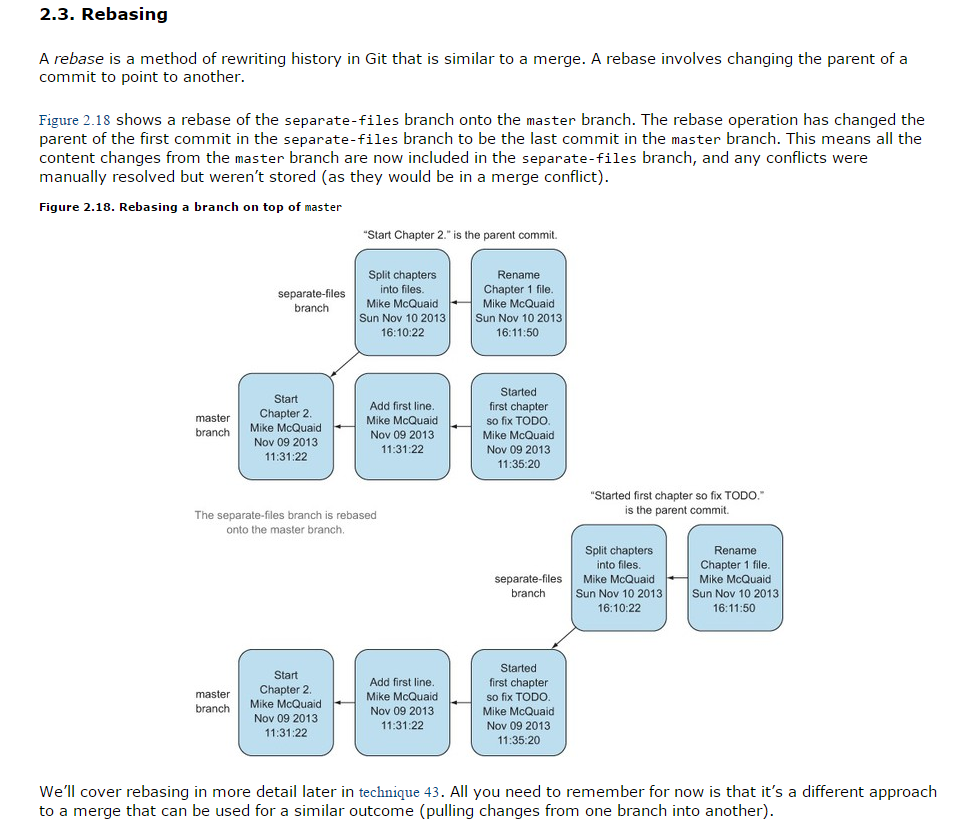 2.3. Rebasing
A rebase is a method of rewriting history in Git that is similar to a merge. A rebase involves changing the parent of a
commit to point to another.
Figure 2.18 shows a rebase of the separate-files branch onto the master branch. The rebase operation has changed the
parent of the first commit in the separate-files branch to be the last commit in the master branch. This means all the
content changes from the master branch are now included in the separate-files branch, and any conflicts were
manually resolved but weren’t stored (as they would be in a merge conflict).
Figure 2.18. Rebasing a branch on top of master
“Start Chapter 2.” is the parent commit.
separate-files
branch
Split chapters
into files.
Mike McQuaid
Sun Nov 10 2013
16:10:22
Rename
Chapter 1 file.
Mike McQuaid
Sun Nov 10 2013
16:11:50
master
branch
Start
Chapter 2.
Mike McQuaid
Nov 09 2013
11:31:22
Add first line.
Mike McQuaid
Nov 09 2013
11:31:22
Started
first chapter
so fix TODO.
Mike McQuaid
Nov 09 2013
11:35:20
The separate-files branch is rebased
onto the master branch.
“Started first chapter so fix TODO.”
is the parent commit.
separate-files
branch
Split chapters
into files.
Mike McQuaid
Sun Nov 10 2013
16:10:22
Rename
Chapter 1 file.
Mike McQuaid
Sun Nov 10 2013
16:11:50
master
branch
Start
Chapter 2.
Mike McQuaid
Nov 09 2013
11:31:22
Add first line.
Mike McQuaid
Nov 09 2013
11:31:22
Started
first chapter
so fix TODO.
Mike McQuaid
Nov 09 2013
11:35:20
We’ll cover rebasing in more detail later in technique 43. All you need to remember for now is that it’s a different approach
to a merge that can be used for a similar outcome (pulling changes from one branch into another).